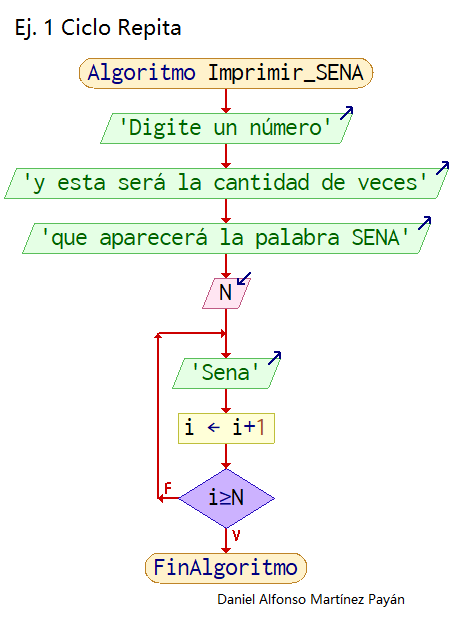 Ej. 1 Ciclo Repita
Algoritmo Imprimir_SENA
'Digite un número'
'y esta será la cantidad de veces'
'que aparecerá la palabra SENA'
N
'Sena'
i ← i+1
F
i≥N
V
FinAlgoritmo
Daniel Alfonso Martínez Payán